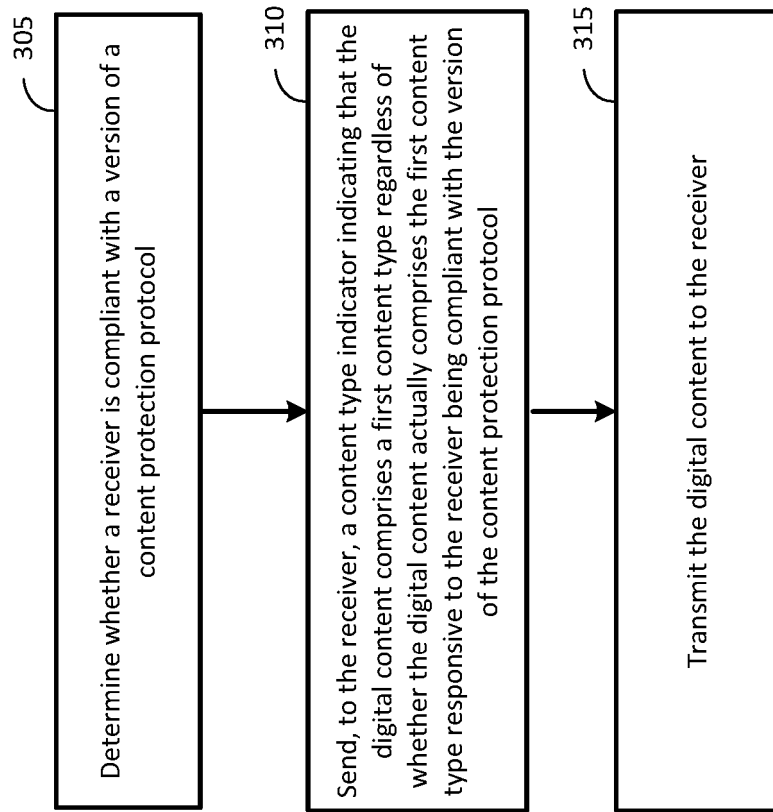 305
Determine whether a receiver is compliant with a version of a
content protection protocol
310
Send, to the receiver, a content type indicator indicating that the
digital content comprises a first content type regardless of
whether the digital content actually comprises the first content
type responsive to the receiver being compliant with the version
of the content protection protocol
315
Transmit the digital content to the receiver